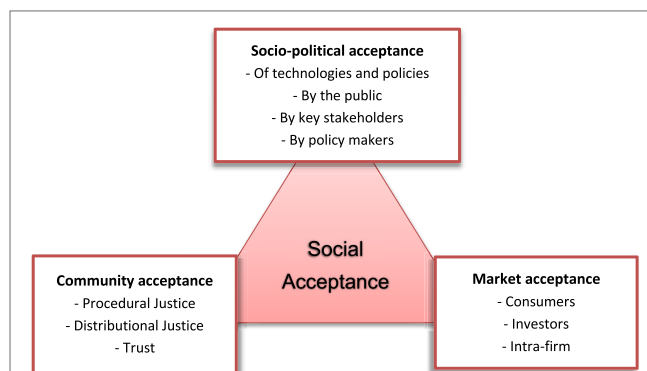 Socio-political acceptance
- Of technologies and policies
- By the public
- By key stakeholders
- By policy makers
Social
Acceptance
Community acceptance
- Procedural Justice
- Distributional Justice
- Trust
Market acceptance
- Consumers
- Investors
- Intra-firm